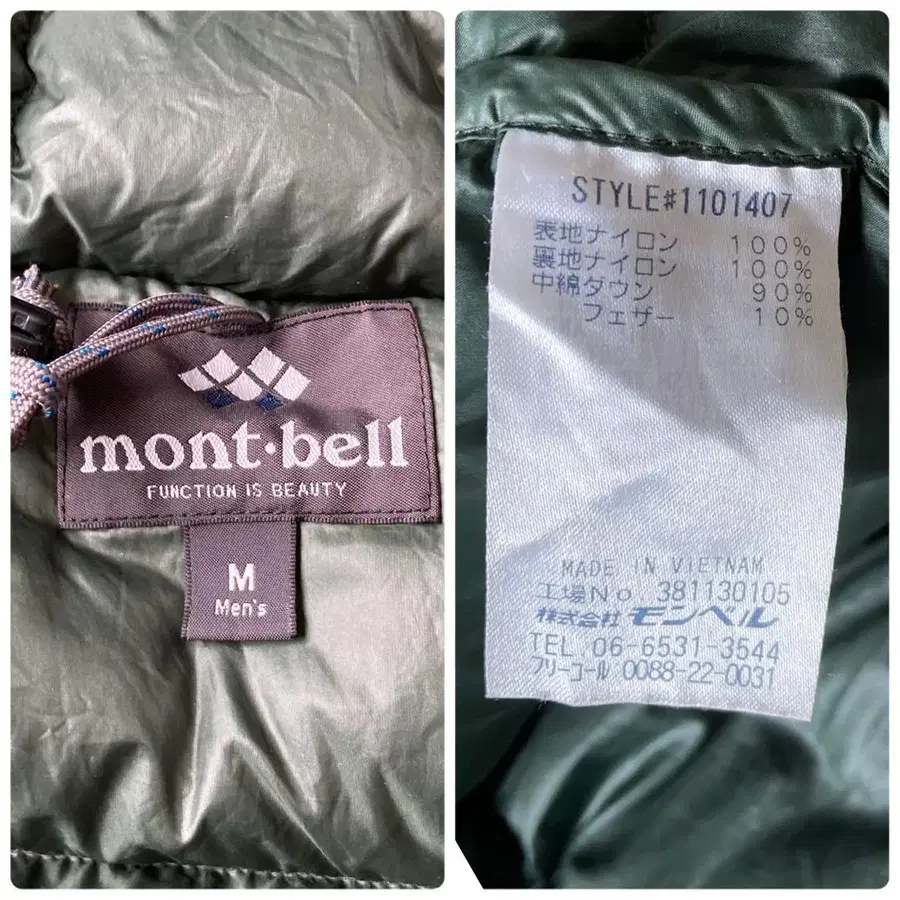 mont·bell
FUNCTION IS BEAUTY
M
Men's
STYLE#1101407
表地ナイロン 100%
裏地ナイロン 100%
中綿ダウン 90%
フェザー 10%
MADE IN VIETNAM
工場No 381130105
株式会社モンベル
TEL.06-6531-3544
フリーコール 0088-22-0031